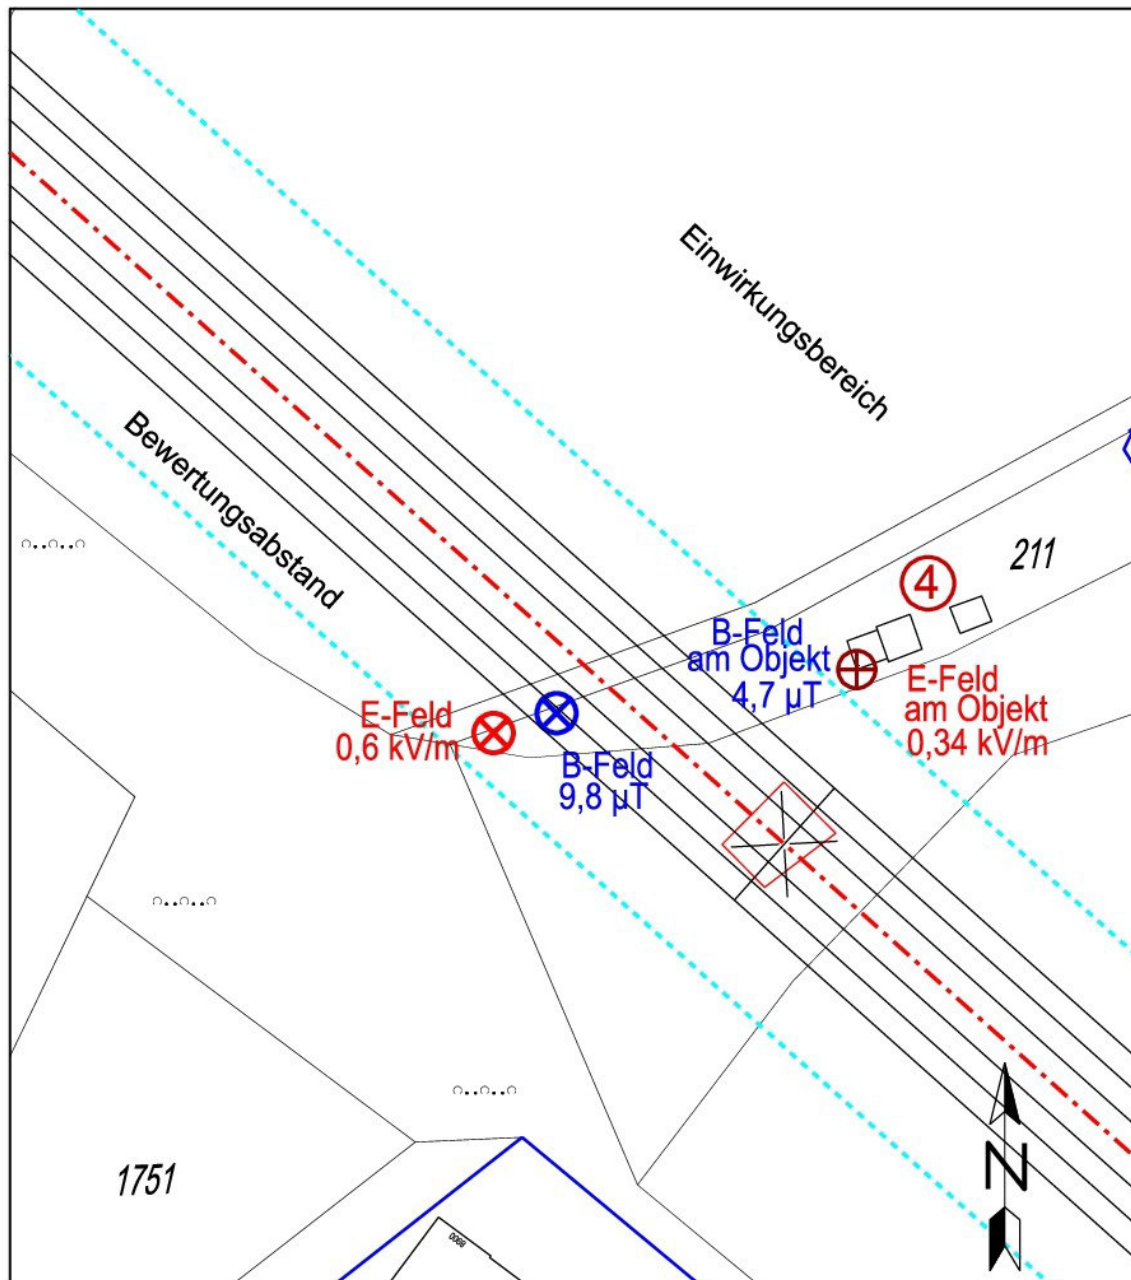 Einwirkungsbereich
Bewertungsabstand
211
4
B-Feld
am Objekt
4,7 µT
E-Feld
am Objekt
0,34 kV/m
E-Feld
0,6 kV/m
B-Feld
9,8 µT
N
1751